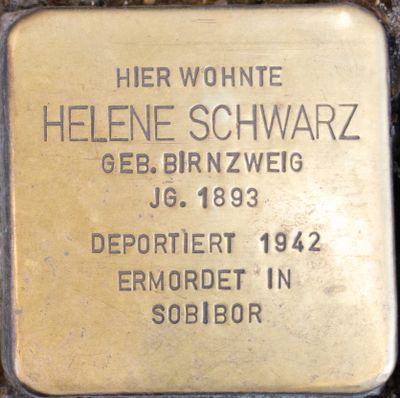 HIER WOHNTE
HELENE SCHWARZ
GEB. BIRNZWEIG
JG. 1893
DEPORTIERT 1942
ERMORDET IN
SOBIBOR